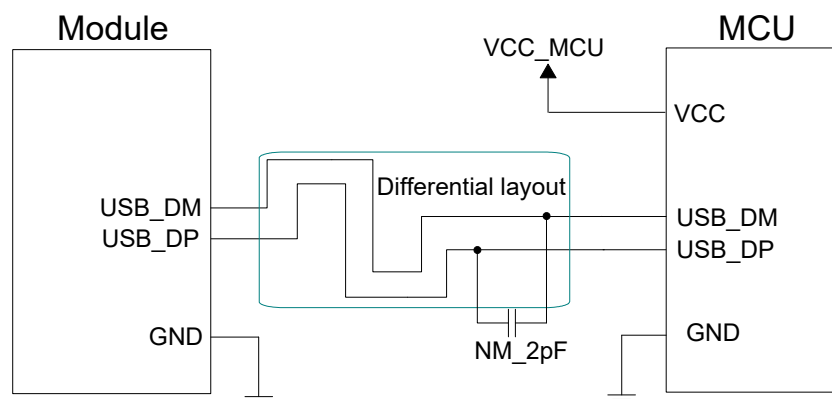 Module
MCU
VCC_MCU
VCC
Differential layout
USB_DM
USB_DM
USB_DP
USB_DP
GND
GND
NM_2pF